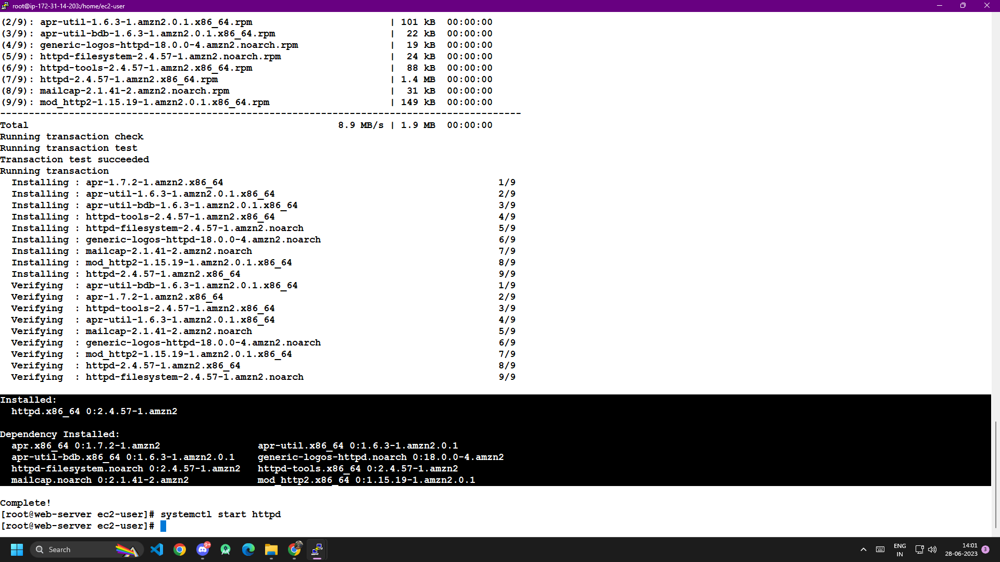 root@ip-172-31-14-203:/home/ec2-user
(2/9): apr-util-1.6.3-1.amzn2.0.1.x86_64.rpm | 101 kB 00:00:00
(3/9): apr-util-bdb-1.6.3-1.amzn2.0.1.x86_64.rpm | 22 kB 00:00:00
(4/9): generic-logos-httpd-18.0.0-4.amzn2.noarch.rpm | 19 kB 00:00:00
(5/9): httpd-filesystem-2.4.57-1.amzn2.noarch.rpm | 24 kB 00:00:00
(6/9): httpd-tools-2.4.57-1.amzn2.x86_64.rpm | 88 kB 00:00:00
(7/9): httpd-2.4.57-1.amzn2.x86_64.rpm | 1.4 MB 00:00:00
(8/9): mailcap-2.1.41-2.amzn2.noarch.rpm | 31 kB 00:00:00
(9/9): mod_http2-1.15.19-1.amzn2.0.1.x86_64.rpm | 149 kB 00:00:00
-------------------------------------------------------------------------------------------
Total 8.9 MB/s | 1.9 MB 00:00:00
Running transaction check
Running transaction test
Transaction test succeeded
Running transaction
Installing : apr-1.7.2-1.amzn2.x86_64 1/9
Installing : apr-util-1.6.3-1.amzn2.0.1.x86_64 2/9
Installing : apr-util-bdb-1.6.3-1.amzn2.0.1.x86_64 3/9
Installing : httpd-tools-2.4.57-1.amzn2.x86_64 4/9
Installing : httpd-filesystem-2.4.57-1.amzn2.noarch 5/9
Installing : generic-logos-httpd-18.0.0-4.amzn2.noarch 6/9
Installing : mailcap-2.1.41-2.amzn2.noarch 7/9
Installing : mod_http2-1.15.19-1.amzn2.0.1.x86_64 8/9
Installing : httpd-2.4.57-1.amzn2.x86_64 9/9
Verifying : apr-util-bdb-1.6.3-1.amzn2.0.1.x86_64 1/9
Verifying : apr-1.7.2-1.amzn2.x86_64 2/9
Verifying : httpd-tools-2.4.57-1.amzn2.x86_64 3/9
Verifying : apr-util-1.6.3-1.amzn2.0.1.x86_64 4/9
Verifying : mailcap-2.1.41-2.amzn2.noarch 5/9
Verifying : generic-logos-httpd-18.0.0-4.amzn2.noarch 6/9
Verifying : mod_http2-1.15.19-1.amzn2.0.1.x86_64 7/9
Verifying : httpd-2.4.57-1.amzn2.x86_64 8/9
Verifying : httpd-filesystem-2.4.57-1.amzn2.noarch 9/9
Installed:
httpd.x86_64 0:2.4.57-1.amzn2
Dependency Installed:
apr.x86_64 0:1.7.2-1.amzn2 apr-util.x86_64 0:1.6.3-1.amzn2.0.1
apr-util-bdb.x86_64 0:1.6.3-1.amzn2.0.1 generic-logos-httpd.noarch 0:18.0.0-4.amzn2
httpd-filesystem.noarch 0:2.4.57-1.amzn2 httpd-tools.x86_64 0:2.4.57-1.amzn2
mailcap.noarch 0:2.1.41-2.amzn2 mod_http2.x86_64 0:1.15.19-1.amzn2.0.1
Complete!
[root@web-server ec2-user]# systemctl start httpd
[root@web-server ec2-user]#
Search 9+ ENG 14:01
IN 28-06-2023 3